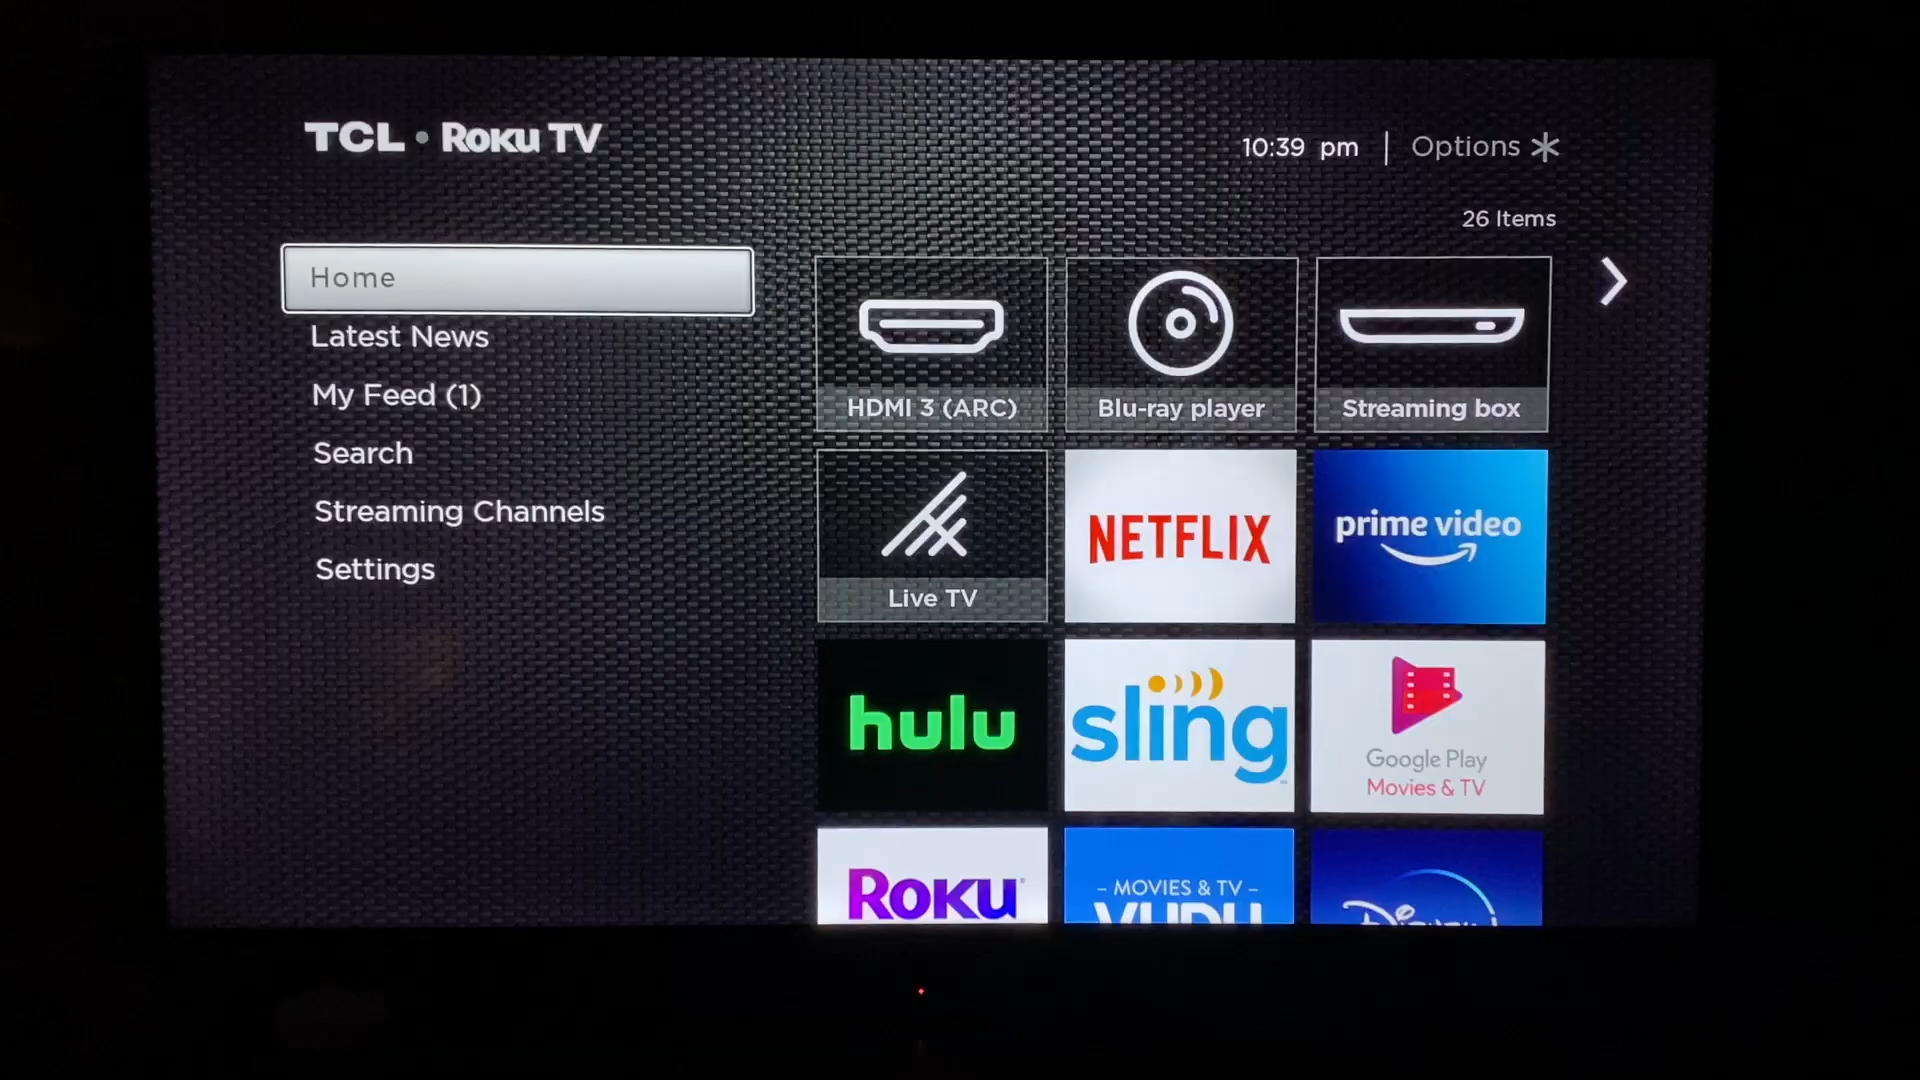 TCL • Roku TV
10:39 pm | Options
26 Items
Home
Latest News
My Feed (1)
Search
Streaming Channels
Settings
HDMI 3 (ARC)
Blu-ray player
Streaming box
Live TV
NETFLIX
prime video
hulu
sling
Google Play
Movies & TV
Roku
- MOVIES & TV -
VUDU
Disney